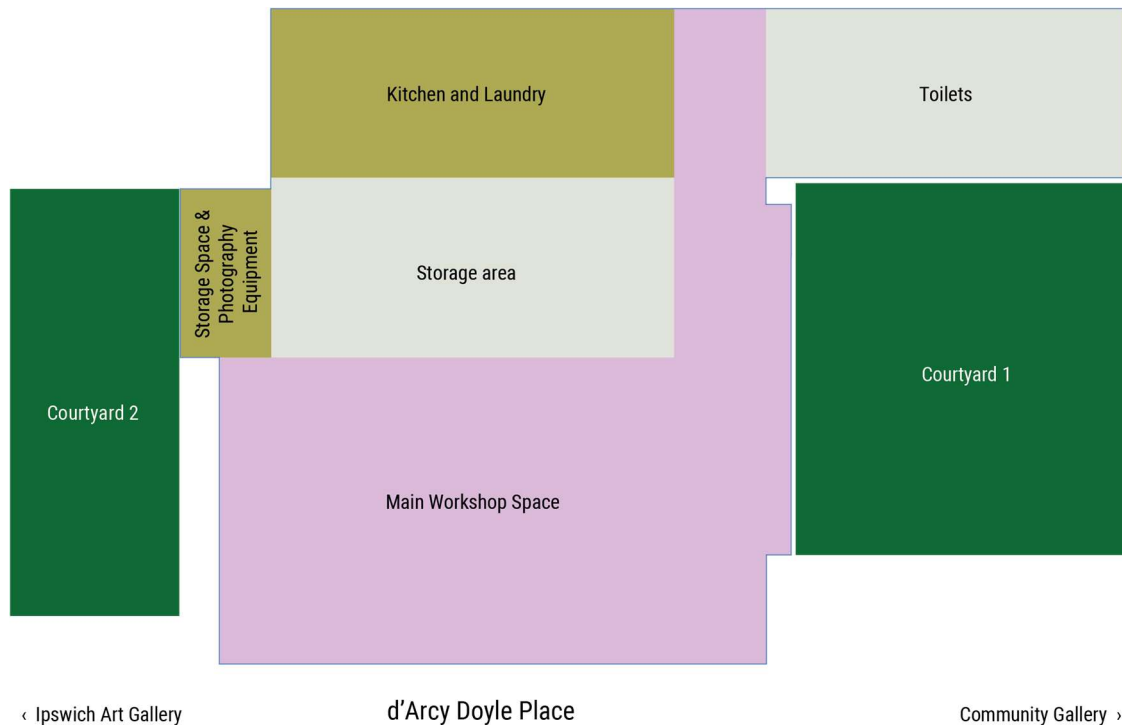 Kitchen and Laundry
Toilets
Storage Space &
Photography
Equipment
Storage area
Courtyard 1
Courtyard 2
Main Workshop Space
‹ Ipswich Art Gallery
d’Arcy Doyle Place
Community Gallery ›